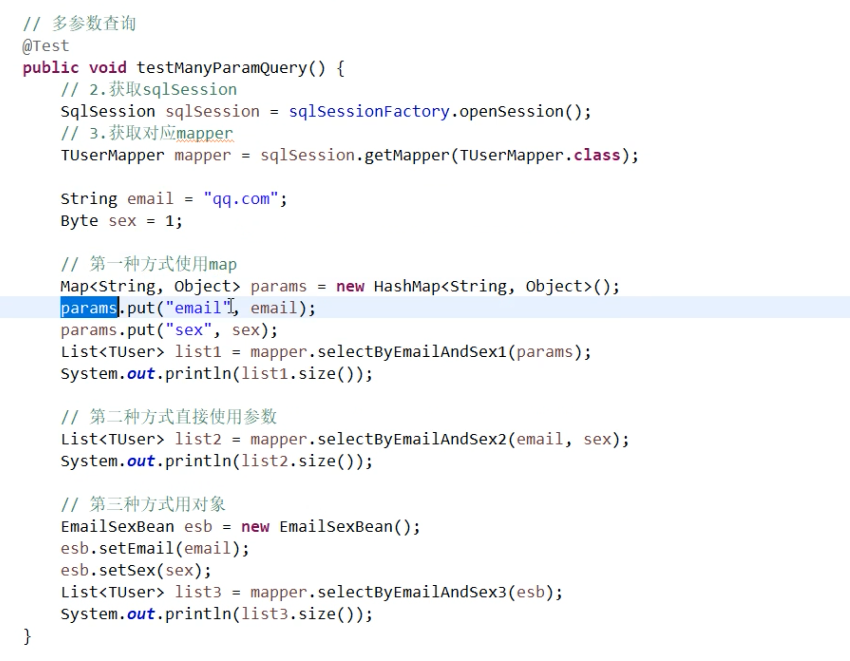 // 多参数查询
@Test
public void testManyParamQuery() {
// 2.获取sqlSession
SqlSession sqlSession = sqlSessionFactory.openSession();
// 3.获取对应mapper
TUserMapper mapper = sqlSession.getMapper(TUserMapper.class);
String email = "qq.com";
Byte sex = 1;
// 第一种方式使用map
Map<String, Object> params = new HashMap<String, Object>();
params.put("email", email);
params.put("sex", sex);
List<TUser> list1 = mapper.selectByEmailAndSex1(params);
System.out.println(list1.size());
// 第二种方式直接使用参数
List<TUser> list2 = mapper.selectByEmailAndSex2(email, sex);
System.out.println(list2.size());
// 第三种方式用对象
EmailSexBean esb = new EmailSexBean();
esb.setEmail(email);
esb.setSex(sex);
List<TUser> list3 = mapper.selectByEmailAndSex3(esb);
System.out.println(list3.size());
}